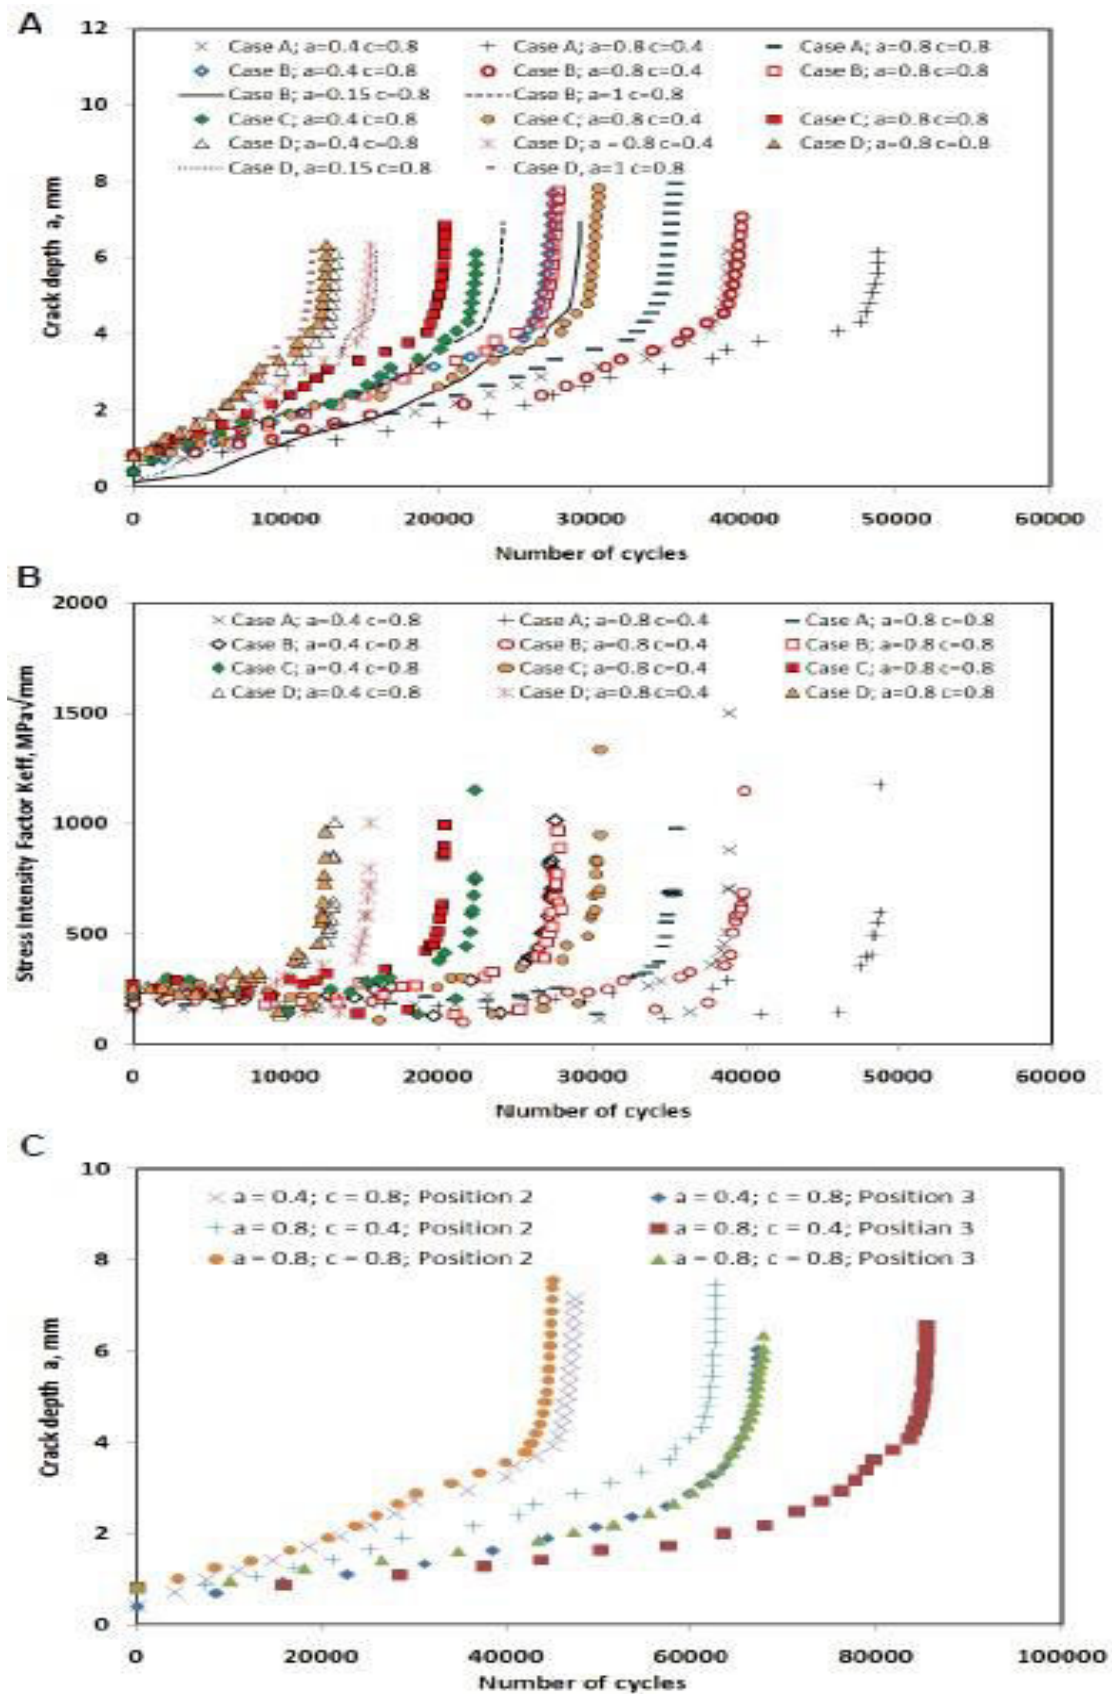 A
12
10
8
6
4
2
0
Crack depth a, mm
Case A; a=0.4 c=0.8 Case A; a=0.8 c=0.4 Case A; a=0.8 c=0.8
Case B; a=0.4 c=0.8 Case B; a=0.8 c=0.4 Case B; a=0.8 c=0.8
Case B; a=0.15 c=0.8 Case B; a=1 c=0.8
Case C; a=0.4 c=0.8 Case C; a=0.8 c=0.4 Case C; a=0.8 c=0.8
Case D; a=0.4 c=0.8 Case D; a = 0.8 c=0.4 Case D; a=0.8 c=0.8
Case D, a=0.15 c=0.8 Case D, a=1 c=0.8
0 10000 20000 30000 40000 50000 60000
Number of cycles
B
2000
1500
1000
500
0
Stress Intensity Factor Keff, MPa√mm
Case A; a=0.4 c=0.8 Case A; a=0.8 c=0.4 Case A; a=0.8 c=0.8
Case B; a=0.4 c=0.8 Case B; a=0.8 c=0.4 Case B; a=0.8 c=0.8
Case C; a=0.4 c=0.8 Case C; a=0.8 c=0.4 Case C; a=0.8 c=0.8
Case D; a=0.4 c=0.8 Case D; a=0.8 c=0.4 Case D; a=0.8 c=0.8
0 10000 20000 30000 40000 50000 60000
Number of cycles
C
10
8
6
4
2
0
Crack depth a, mm
a = 0.4; c = 0.8; Position 2 a = 0.4; c = 0.8; Position 3
a = 0.8; c = 0.4; Position 2 a = 0.8; c = 0.4; Positian 3
a = 0.8; c = 0.8; Position 2 a = 0.8; c = 0.8; Position 3
0 20000 40000 60000 80000 100000
Number of cycles